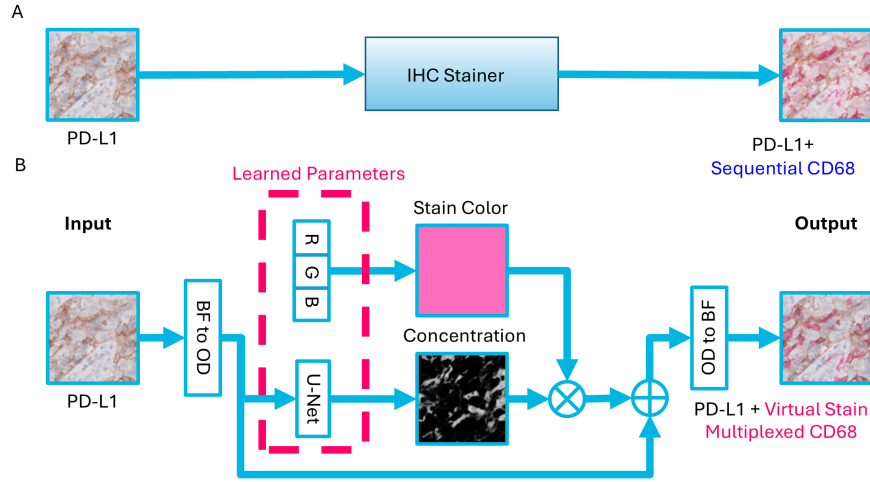 A
IHC Stainer
PD-L1
PD-L1+
Sequential CD68
B
Learned Parameters
Input
Stain Color
Output
R
G
B
BF to OD
Concentration
OD to BF
U-Net
PD-L1
PD-L1 + Virtual Stain
Multiplexed CD68